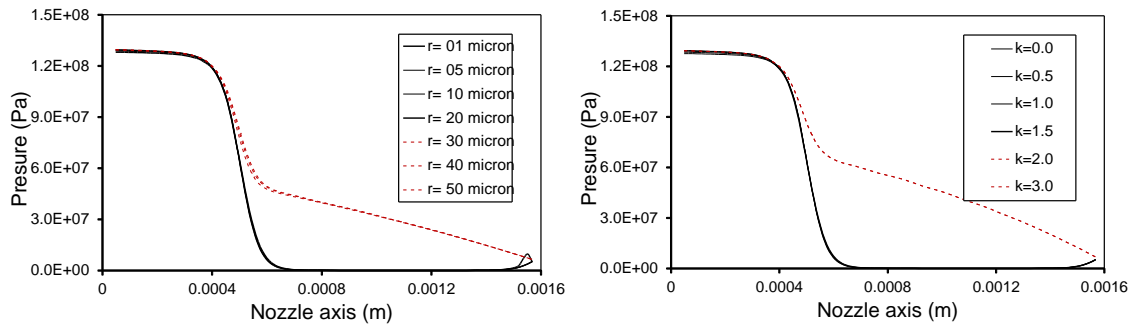 1.5E+08
1.2E+08
9.0E+07
6.0E+07
3.0E+07
0.0E+00
Presure (Pa)
0
0.0004
0.0008
0.0012
0.0016
Nozzle axis (m)
r= 01 micron
r= 05 micron
r= 10 micron
r= 20 micron
r= 30 micron
r= 40 micron
r= 50 micron
1.5E+08
1.2E+08
9.0E+07
6.0E+07
3.0E+07
0.0E+00
Presure (Pa)
0
0.0004
0.0008
0.0012
0.0016
Nozzle axis (m)
k=0.0
k=0.5
k=1.0
k=1.5
k=2.0
k=3.0